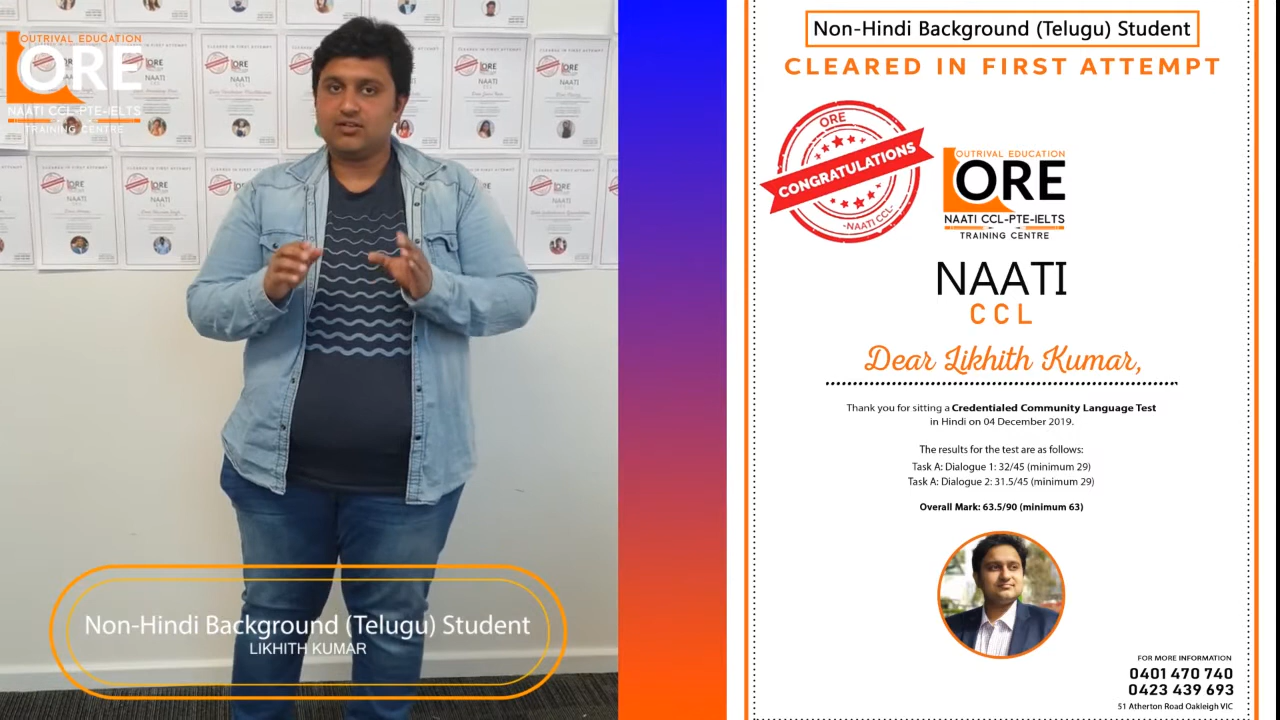 OUTRIVAL EDUCATION
ORE
NAATI CCL-PTE-IELTS
TRAINING CENTRE
Non-Hindi Background (Telugu) Student
LIKHITH KUMAR
Non-Hindi Background (Telugu) Student
CLEARED IN FIRST ATTEMPT
ORE
CONGRATULATIONS
-NAATI CCL-
OUTRIVAL EDUCATION
ORE
NAATI CCL-PTE-IELTS
TRAINING CENTRE
NAATI
CCL
Dear Likhith Kumar,
Thank you for sitting a Credentialed Community Language Test
in Hindi on 04 December 2019.
The results for the test are as follows:
Task A: Dialogue 1: 32/45 (minimum 29)
Task A: Dialogue 2: 31.5/45 (minimum 29)
Overall Mark: 63.5/90 (minimum 63)
FOR MORE INFORMATION
0401 470 740
0423 439 693
51 Atherton Road Oakleigh VIC